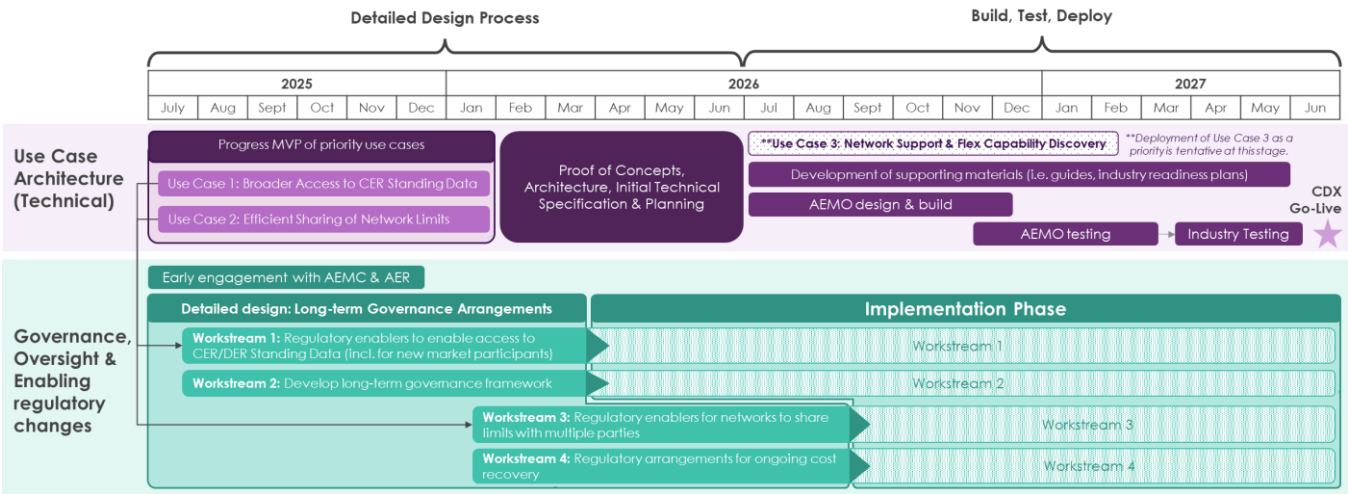 Detailed Design Process
Build, Test, Deploy
2025
2026
2027
July Aug Sept Oct Nov Dec Jan Feb Mar Apr May Jun Jul Aug Sept Oct Nov Dec Jan Feb Mar Apr May Jun
Use Case
Architecture
(Technical)
Progress MVP of priority use cases
Use Case 1: Broader Access to CER Standing Data
Use Case 2: Efficient Sharing of Network Limits
Proof of Concepts,
Architecture, Initial Technical
Specification & Planning
**Use Case 3: Network Support & Flex Capability Discovery
**Deployment of Use Case 3 as a
priority is tentative at this stage.
Development of supporting materials (i.e. guides, industry readiness plans)
AEMO design & build
AEMO testing
Industry Testing
CDX
Go-Live
Governance,
Oversight &
Enabling
regulatory
changes
Early engagement with AEMC & AER
Detailed design: Long-term Governance Arrangements
Implementation Phase
Workstream 1: Regulatory enablers to enable access to
CER/DER Standing Data (incl. for new market participants)
Workstream 1
Workstream 2: Develop long-term governance framework
Workstream 2
Workstream 3: Regulatory enablers for networks to share
limits with multiple parties
Workstream 3
Workstream 4: Regulatory arrangements for ongoing cost
recovery
Workstream 4